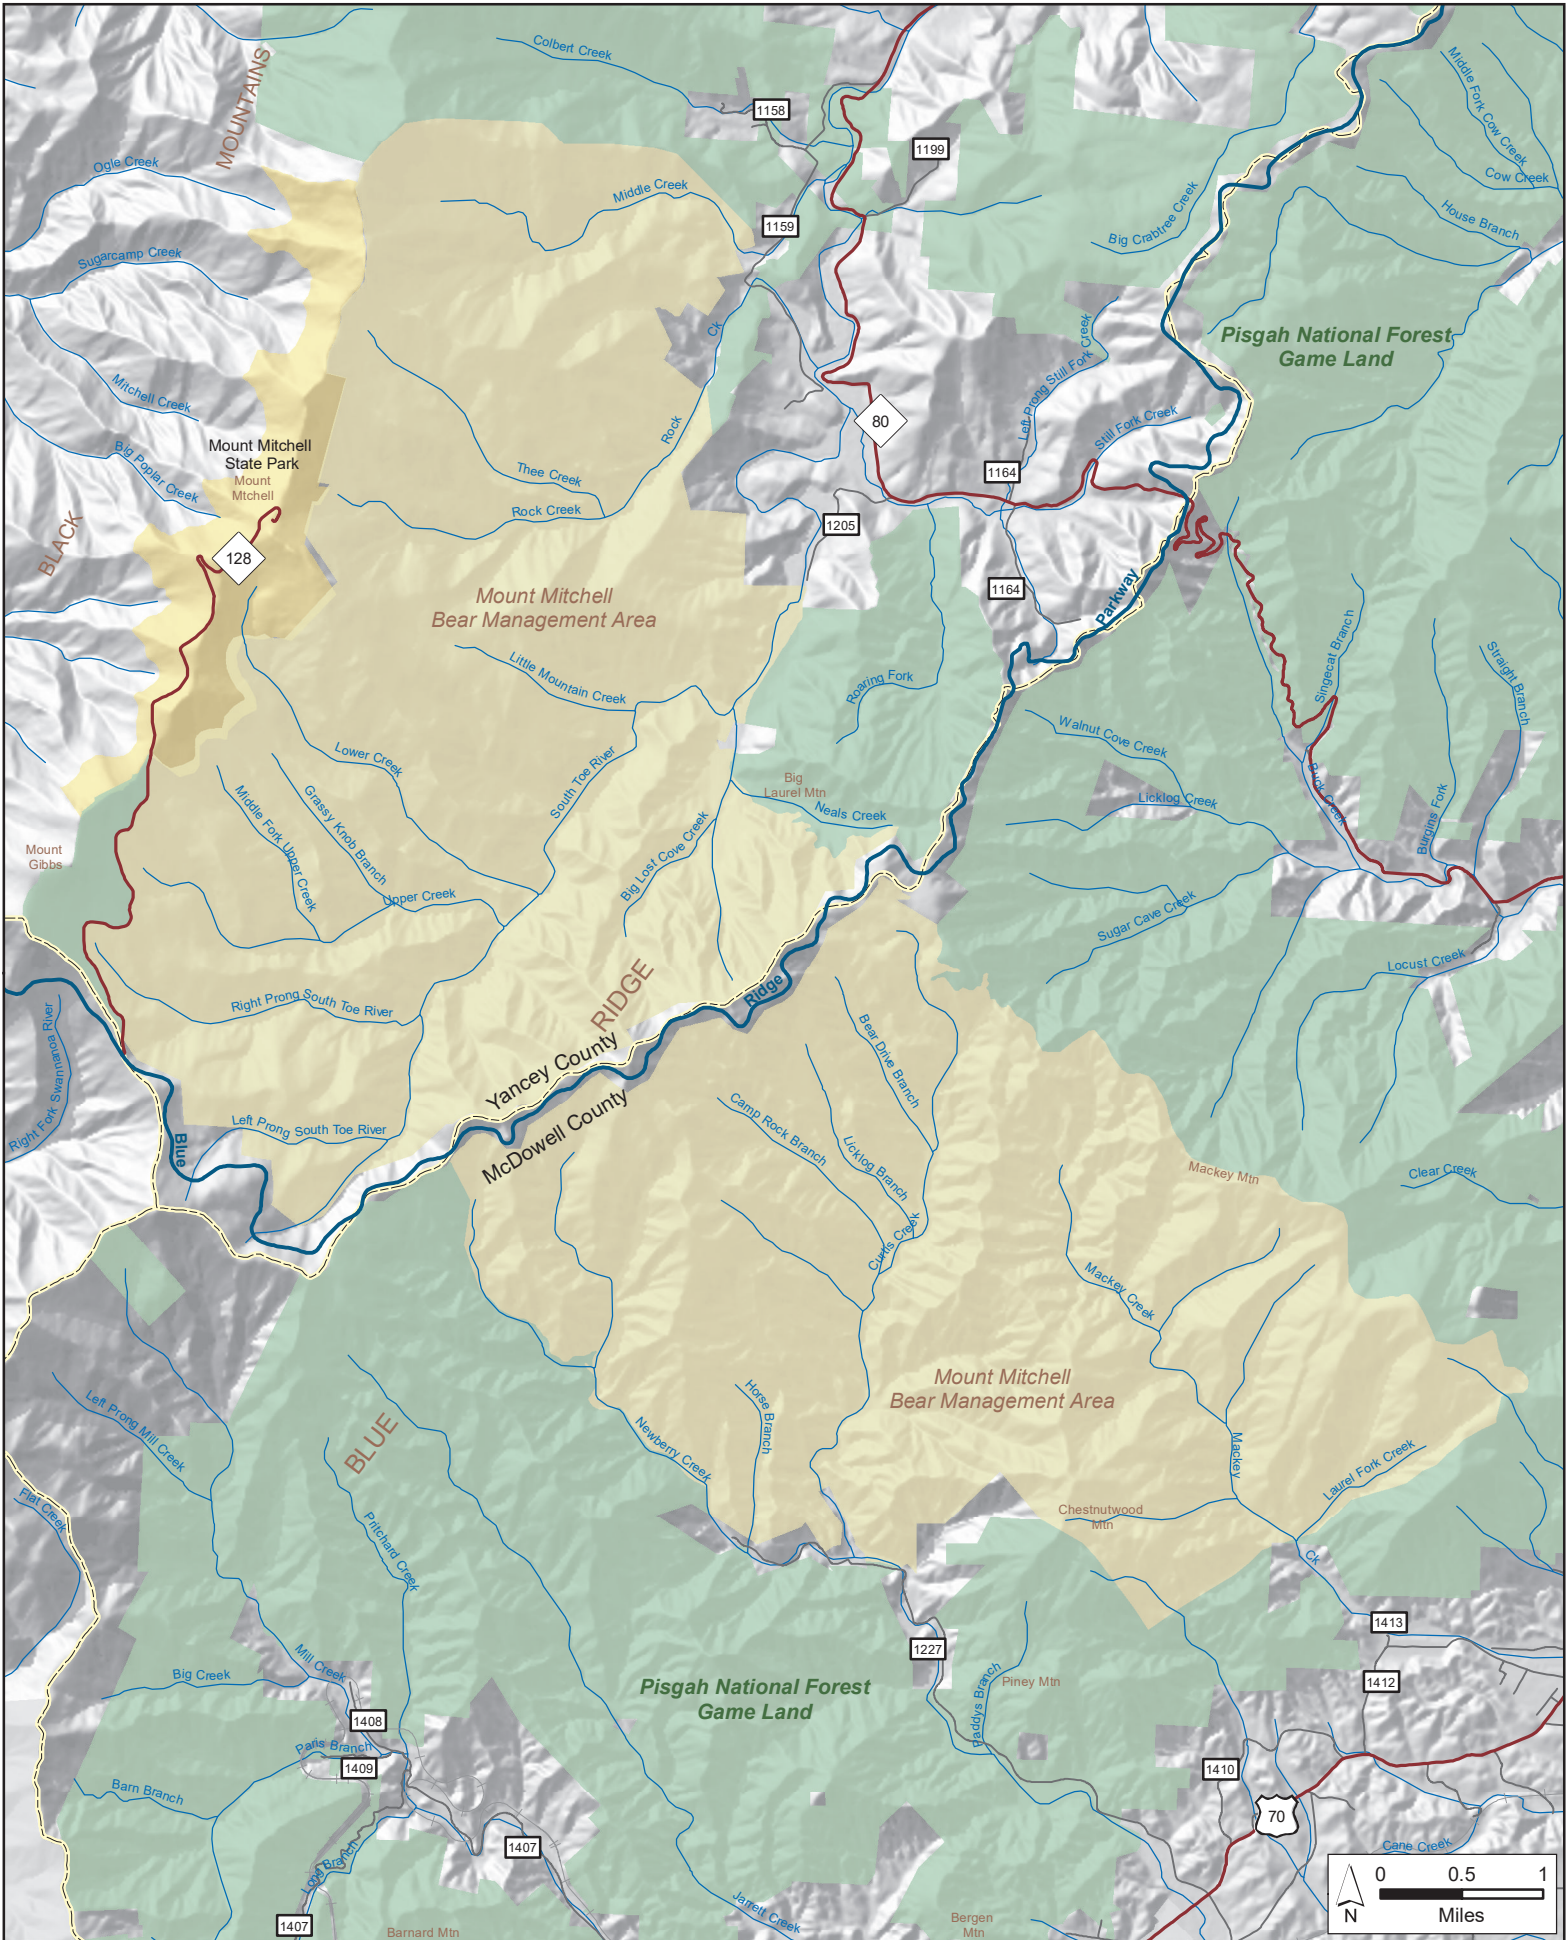 Colbert Creek
Middle Fork Cow Creek
MOUNTAINS
1158
1199
Ogle Creek
Cow Creek
Middle Creek
Big Crabtree Creek
House Branch
1159
Sugarcamp Creek
Ck
Pisgah National Forest
Game Land
Left Prong Still Fork Creek
Mitchell Creek
80
Still Fork Creek
Rock
Mount Mitchell
State Park
Mount
Mtchell
Big Poplar Creek
Thee Creek
1164
Rock Creek
1205
BLACK
128
Parkway
1164
Mount Mitchell
Bear Management Area
Singecat Branch
Straight Branch
Little Mountain Creek
Roaring Fork
Walnut Cove Creek
Lower Creek
South Toe River
Big
Laurel Mtn
Buck Creek
Licklog Creek
Neals Creek
Middle Fork Upper Creek
Grassy Knob Branch
Big Lost Cove Creek
Burgins Fork
Mount
Gibbs
Upper Creek
Sugar Cave Creek
Locust Creek
RIDGE
Ridge
Right Prong South Toe River
Right Fork Swannanoa River
Bear Drive Branch
Yancey County
McDowell County
Left Prong South Toe River
Blue
Camp Rock Branch
Licklog Branch
Mackey Mtn
Clear Creek
Curtis Creek
Mackey Creek
Mount Mitchell
Bear Management Area
Left Prong Mill Creek
BLUE
Horse Branch
Newberry Creek
Mackey
Laurel Fork Creek
Flat Creek
Chestnutwood
Mtn
Pritchard Creek
Ck
1413
1227
Mill Creek
Big Creek
Pisgah National Forest
Game Land
Paddys Branch
Piney Mtn
1412
1408
Paris Branch
1409
1410
Barn Branch
70
1407
Cane Creek
Long Branch
0 0.5 1
Miles
N
Jarrett Creek
1407
Barnard Mtn
Bergen
Mtn